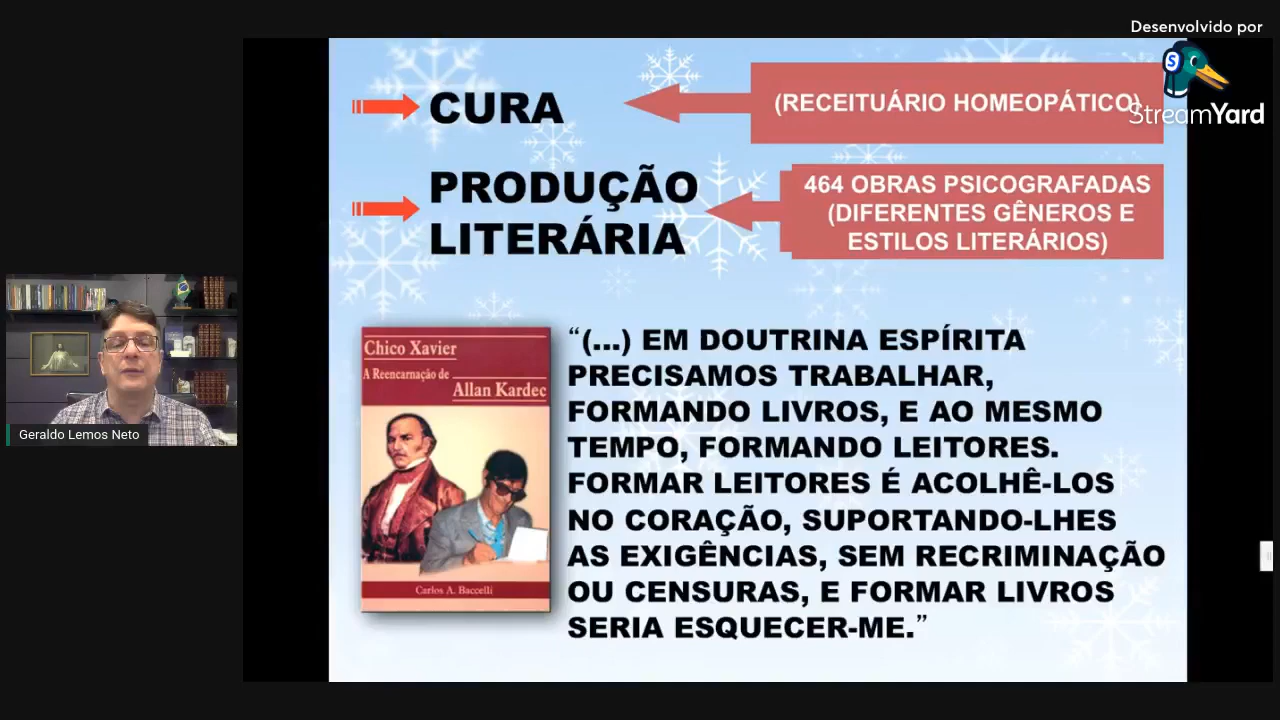 Desenvolvido por
StreamYard
CURA
(RECEITUÁRIO HOMEOPÁTICO)
PRODUÇÃO
LITERÁRIA
464 OBRAS PSICOGRAFADAS
(DIFERENTES GÊNEROS E
ESTILOS LITERÁRIOS)
Chico Xavier
A Reencarnação de
Allan Kardec
Carlos A. Baccelli
“(...) EM DOUTRINA ESPÍRITA
PRECISAMOS TRABALHAR,
FORMANDO LIVROS, E AO MESMO
TEMPO, FORMANDO LEITORES.
FORMAR LEITORES É ACOLHÊ-LOS
NO CORAÇÃO, SUPORTANDO-LHES
AS EXIGÊNCIAS, SEM RECRIMINAÇÃO
OU CENSURAS, E FORMAR LIVROS
SERIA ESQUECER-ME.”
Geraldo Lemos Neto